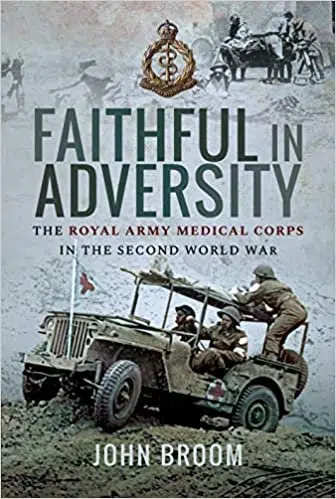 FAITHFUL IN
ADVERSITY
THE ROYAL ARMY MEDICAL CORPS
IN THE SECOND WORLD WAR
JOHN BROOM